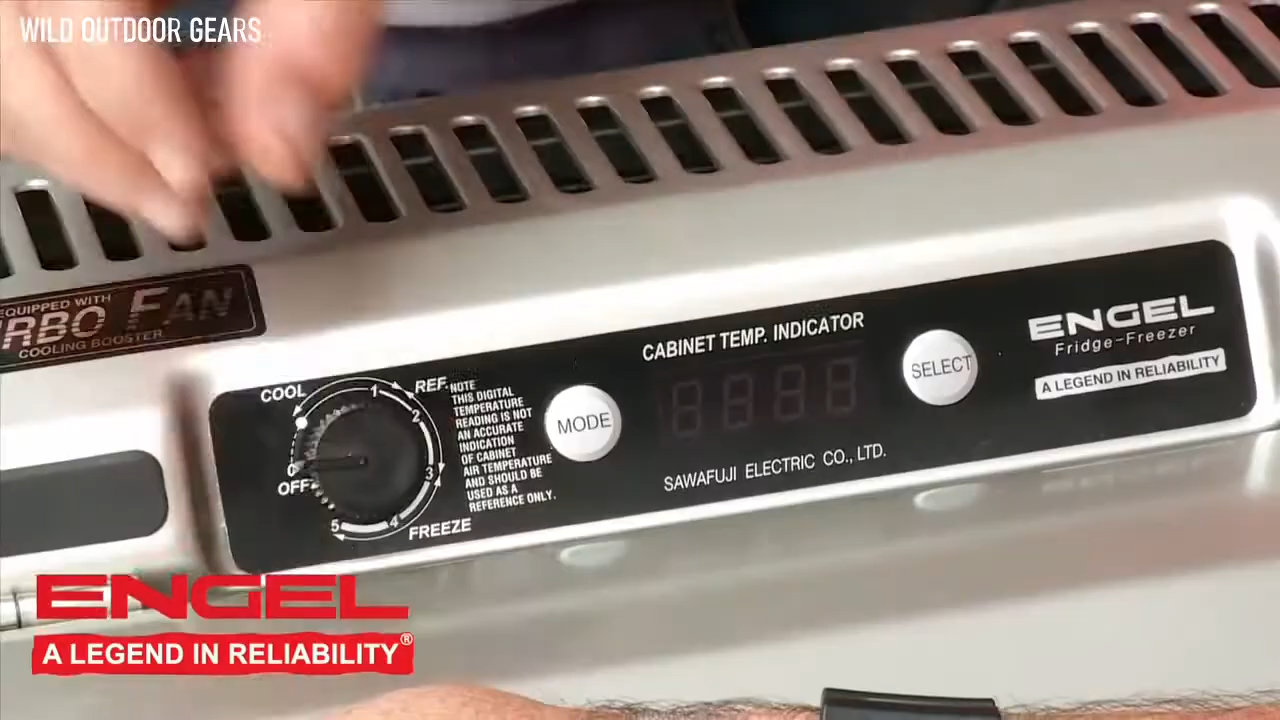 WILD OUTDOOR GEARS
EQUIPPED WITH
RBO FAN
COOLING BOOSTER
COOL
REF.
1
2
3
4
5
0
OFF
FREEZE
NOTE
THIS DIGITAL
TEMPERATURE
READING IS NOT
AN ACCURATE
INDICATION
OF CABINET
AIR TEMPERATURE
AND SHOULD BE
USED AS A
REFERENCE ONLY.
MODE
CABINET TEMP. INDICATOR
SAWAFUJI ELECTRIC CO., LTD.
SELECT
ENGEL
Fridge-Freezer
A LEGEND IN RELIABILITY
ENGEL
A LEGEND IN RELIABILITY®